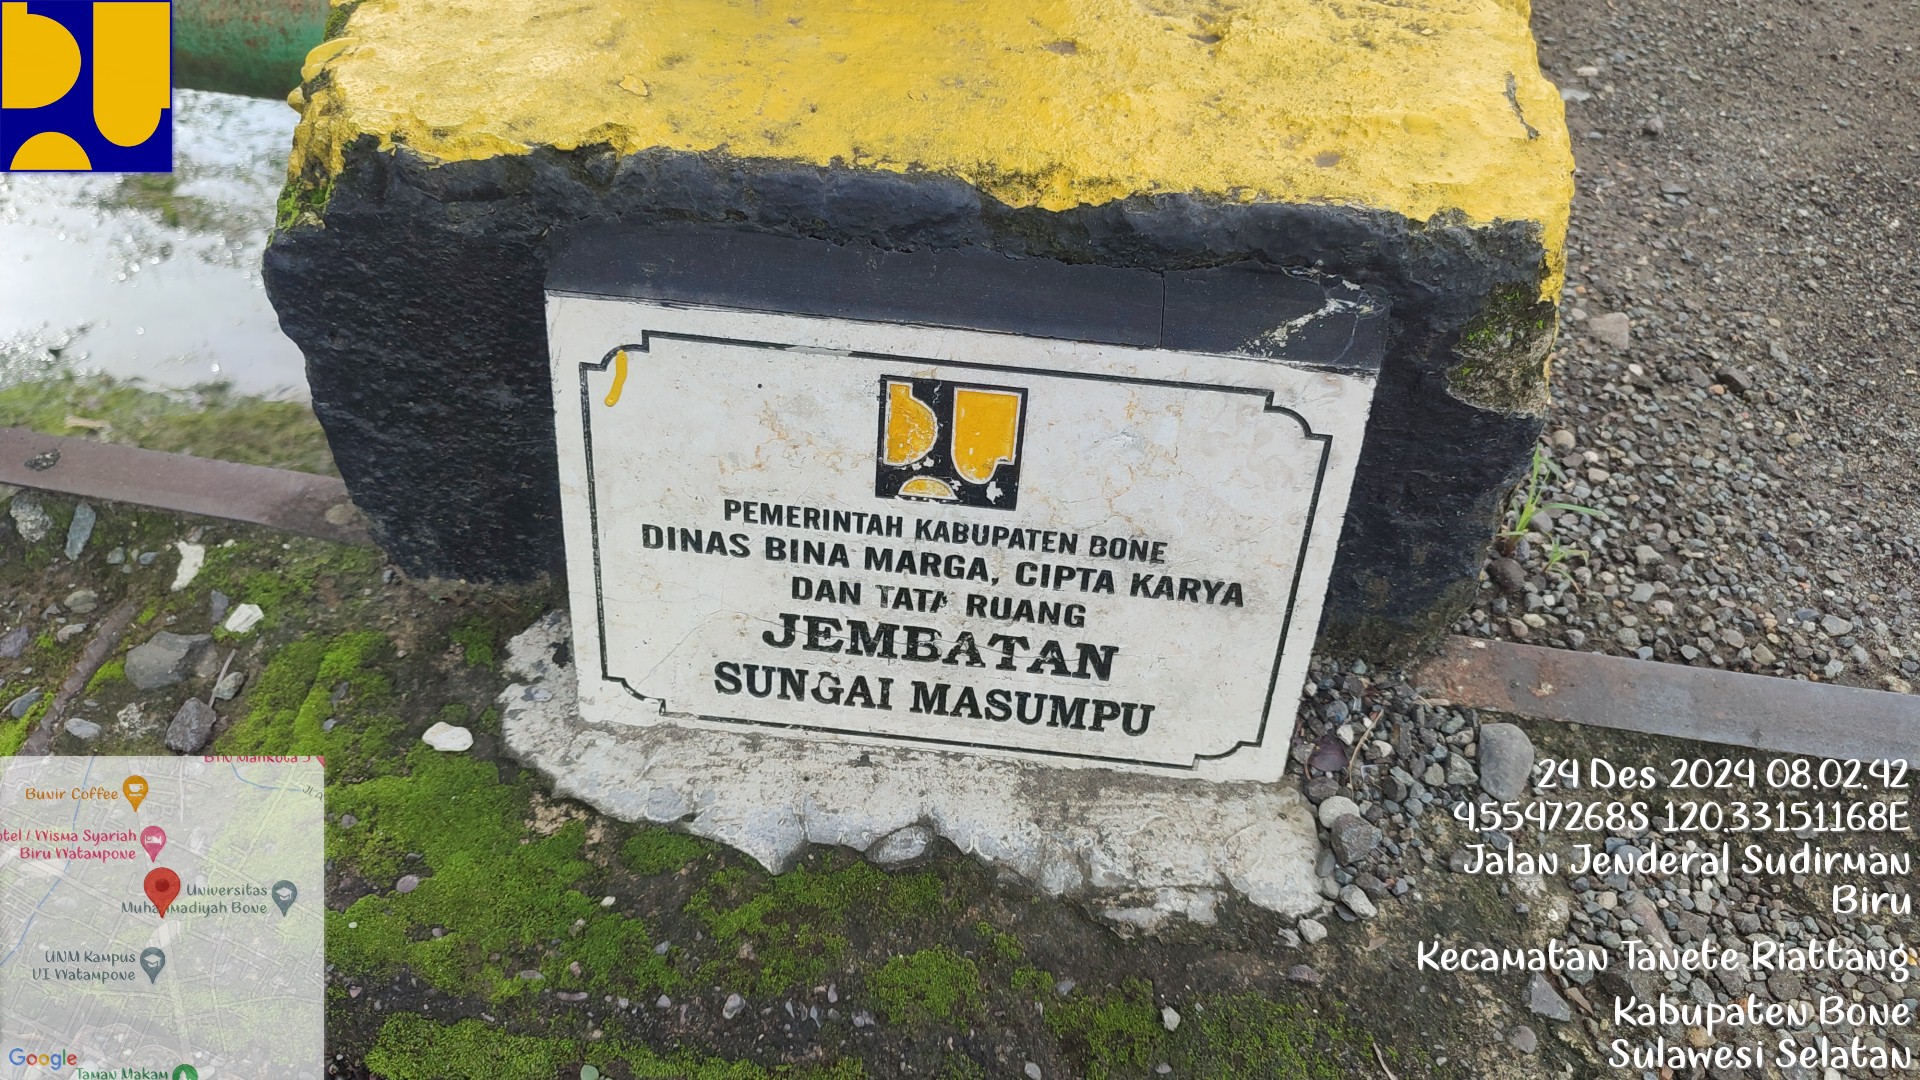 PEMERINTAH KABUPATEN BONE
DINAS BINA MARGA, CIPTA KARYA
DAN TATA RUANG
JEMBATAN
SUNGAI MASUMPU
24 Des 2024 08.02.42
4.5547268S 120.33151168E
Jalan Jenderal Sudirman
Biru
Kecamatan Tanete Riattang
Kabupaten Bone
Sulawesi Selatan
Buvir Coffee
otel / Wisma Syariah
Biru Watampone
Universitas
Muhammadiyah Bone
UNM Kampus
VI Watampone
Google
Taman Makam